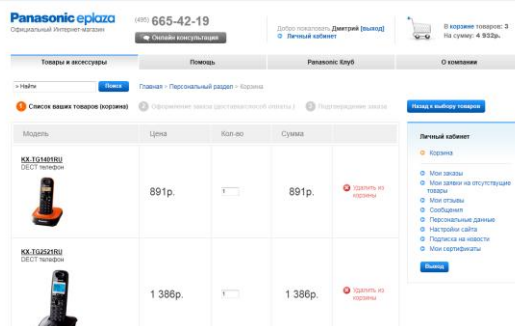 Panasonic eplaza
Официальный Интернет-магазин
(495) 665-42-19
Онлайн консультация
Добро пожаловать, Дмитрий [выход]
Личный кабинет
В корзине товаров: 3
На сумму: 4 932р.
Товары и аксессуары
Помощь
Panasonic Клуб
О компании
> Найти
Поиск
Главная > Персональный раздел > Корзина
1 Список ваших товаров (корзина)
2 Оформление заказа (доставка/способ оплаты)
3 Подтверждение заказа
Назад к выбору товаров
Модель
Цена
Кол-во
Сумма
KX-TG1401RU
DECT телефон
891р.
1
891р.
Удалить из
корзины
KX-TG2521RU
DECT телефон
1 386р.
1
1 386р.
Удалить из
корзины
Личный кабинет
Корзина
Мои заказы
Мои заявки на отсутствующие
товары
Мои отзывы
Сообщения
Персональные данные
Настройки сайта
Подписка на новости
Мои сертификаты
Выход